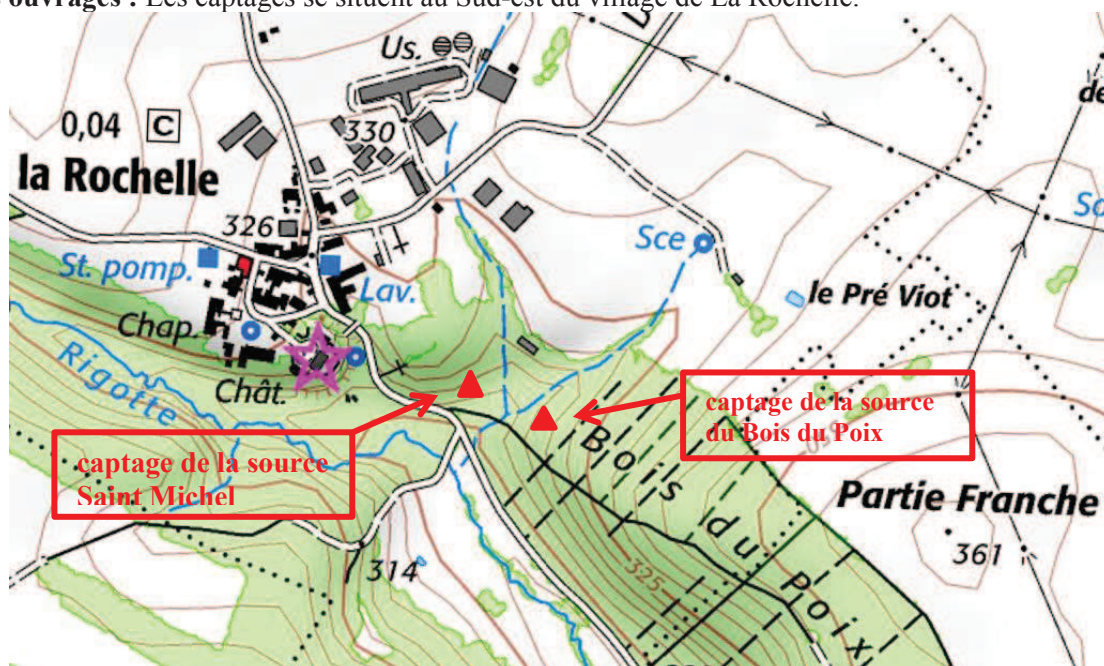 ouvrages : Les captages se situent au Sud-est du village de La Rochelle.
Us.
0,04 C
330
la Rochelle
326
St. pomp.
Lav.
Sce
le Pré Viot
Chap.
Rigotte
Chât.
captage de la source
Saint Michel
captage de la source
du Bois du Poix
Bois du Poix
Partie Franche
361
314
325
de